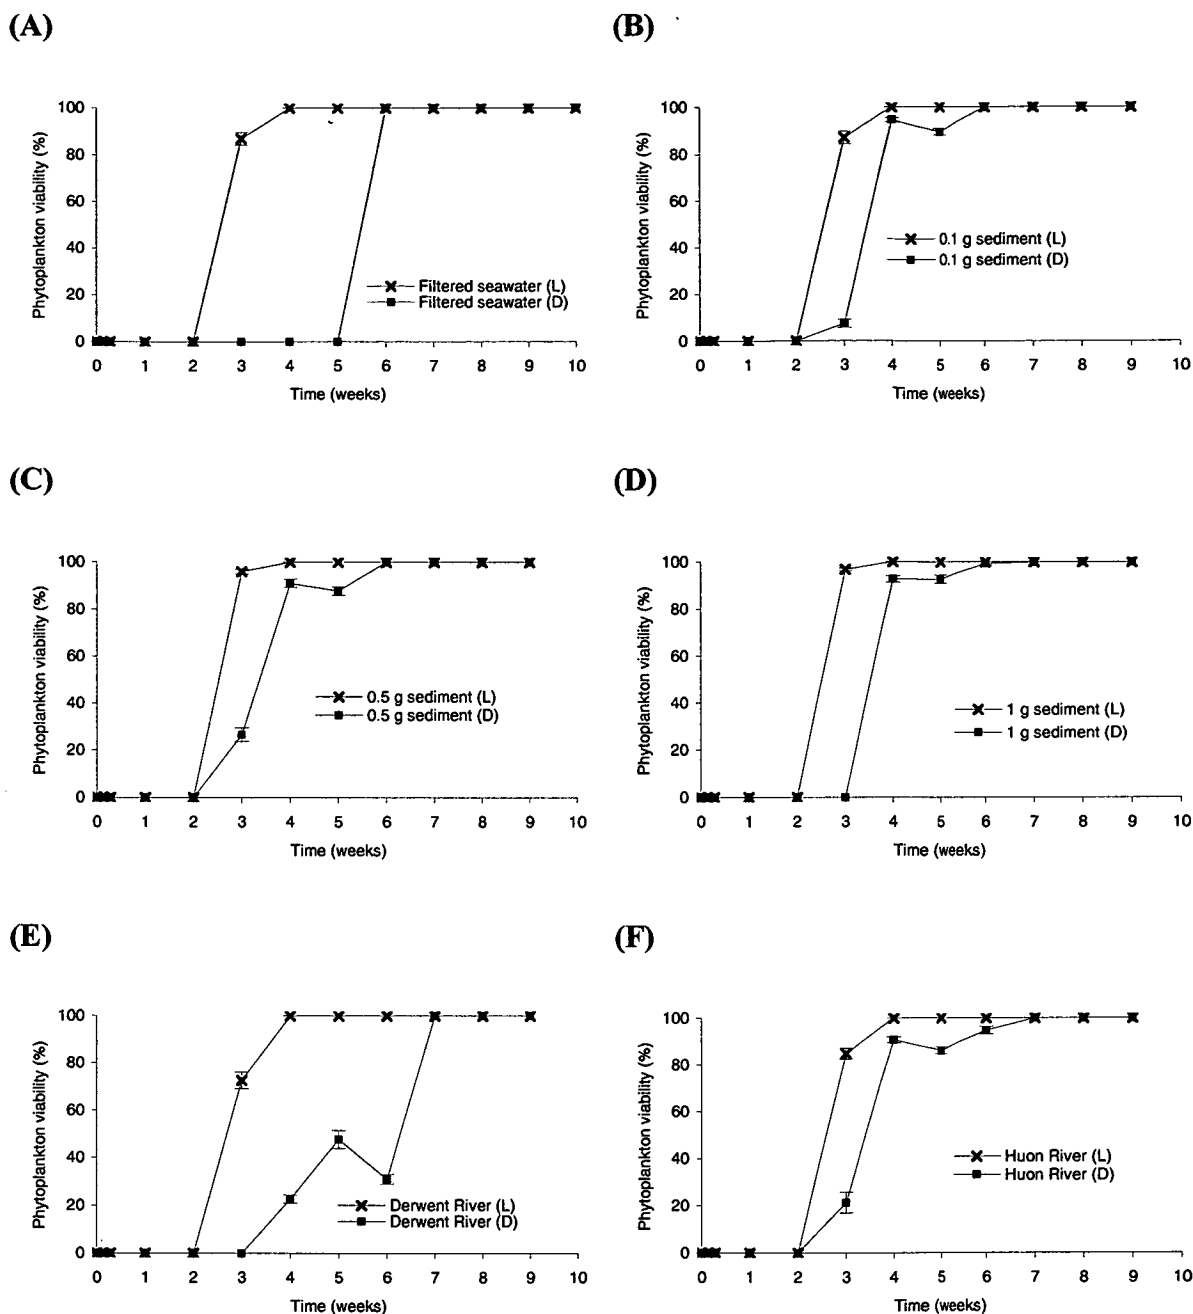 (A)
Phytoplankton viability (%)
100
80
60
40
20
0
Filtered seawater (L)
Filtered seawater (D)
0 1 2 3 4 5 6 7 8 9 10
Time (weeks)
(B)
Phytoplankton viability (%)
100
80
60
40
20
0
0.1 g sediment (L)
0.1 g sediment (D)
0 1 2 3 4 5 6 7 8 9 10
Time (weeks)
(C)
Phytoplankton viability (%)
100
80
60
40
20
0
0.5 g sediment (L)
0.5 g sediment (D)
0 1 2 3 4 5 6 7 8 9 10
Time (weeks)
(D)
Phytoplankton viability (%)
100
80
60
40
20
0
1 g sediment (L)
1 g sediment (D)
0 1 2 3 4 5 6 7 8 9 10
Time (weeks)
(E)
Phytoplankton viability (%)
100
80
60
40
20
0
Derwent River (L)
Derwent River (D)
0 1 2 3 4 5 6 7 8 9 10
Time (weeks)
(F)
Phytoplankton viability (%)
100
80
60
40
20
0
Huon River (L)
Huon River (D)
0 1 2 3 4 5 6 7 8 9 10
Time (weeks)